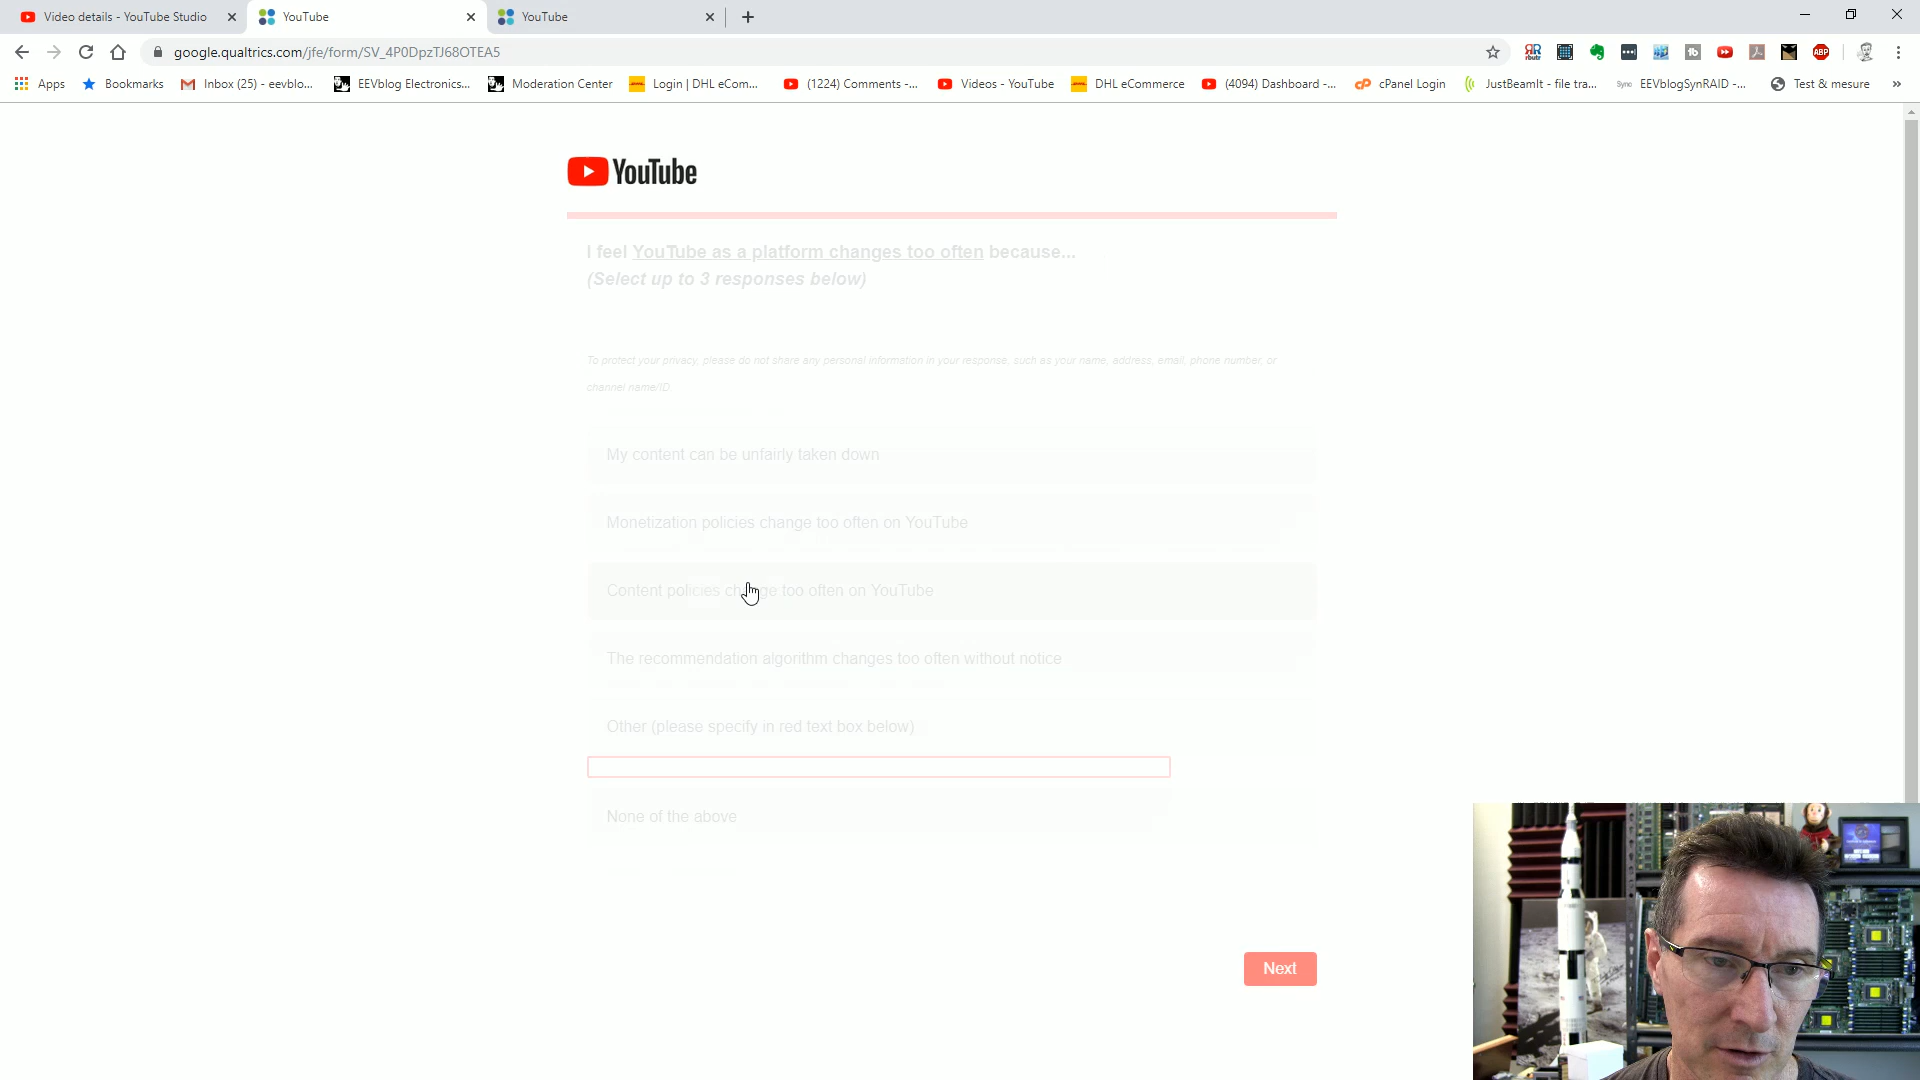 Video details - YouTube Studio
YouTube
YouTube
google.qualtrics.com/jfe/form/SV_4P0DpzTJ68OTEA5
Apps
Bookmarks
Inbox (25) - eevblo...
EEVblog Electronics...
Moderation Center
Login | DHL eCom...
(1224) Comments -...
Videos - YouTube
DHL eCommerce
(4094) Dashboard -...
cPanel Login
JustBeamIt - file tra...
EEVblogSynRAID -...
Test & mesure
YouTube
I feel YouTube as a platform changes too often because...
(Select up to 3 responses below)
To protect your privacy, please do not share any personal information in your response, such as your name, address, email, phone number, or
channel name/ID.
My content can be unfairly taken down
Monetization policies change too often on YouTube
Content policies change too often on YouTube
The recommendation algorithm changes too often without notice
Other (please specify in red text box below)
None of the above
Next